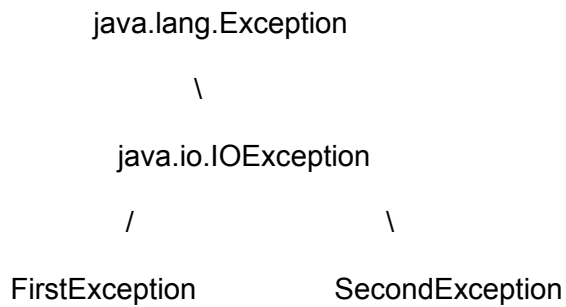 java.lang.Exception
\
java.io.IOException
/ \
FirstException SecondException